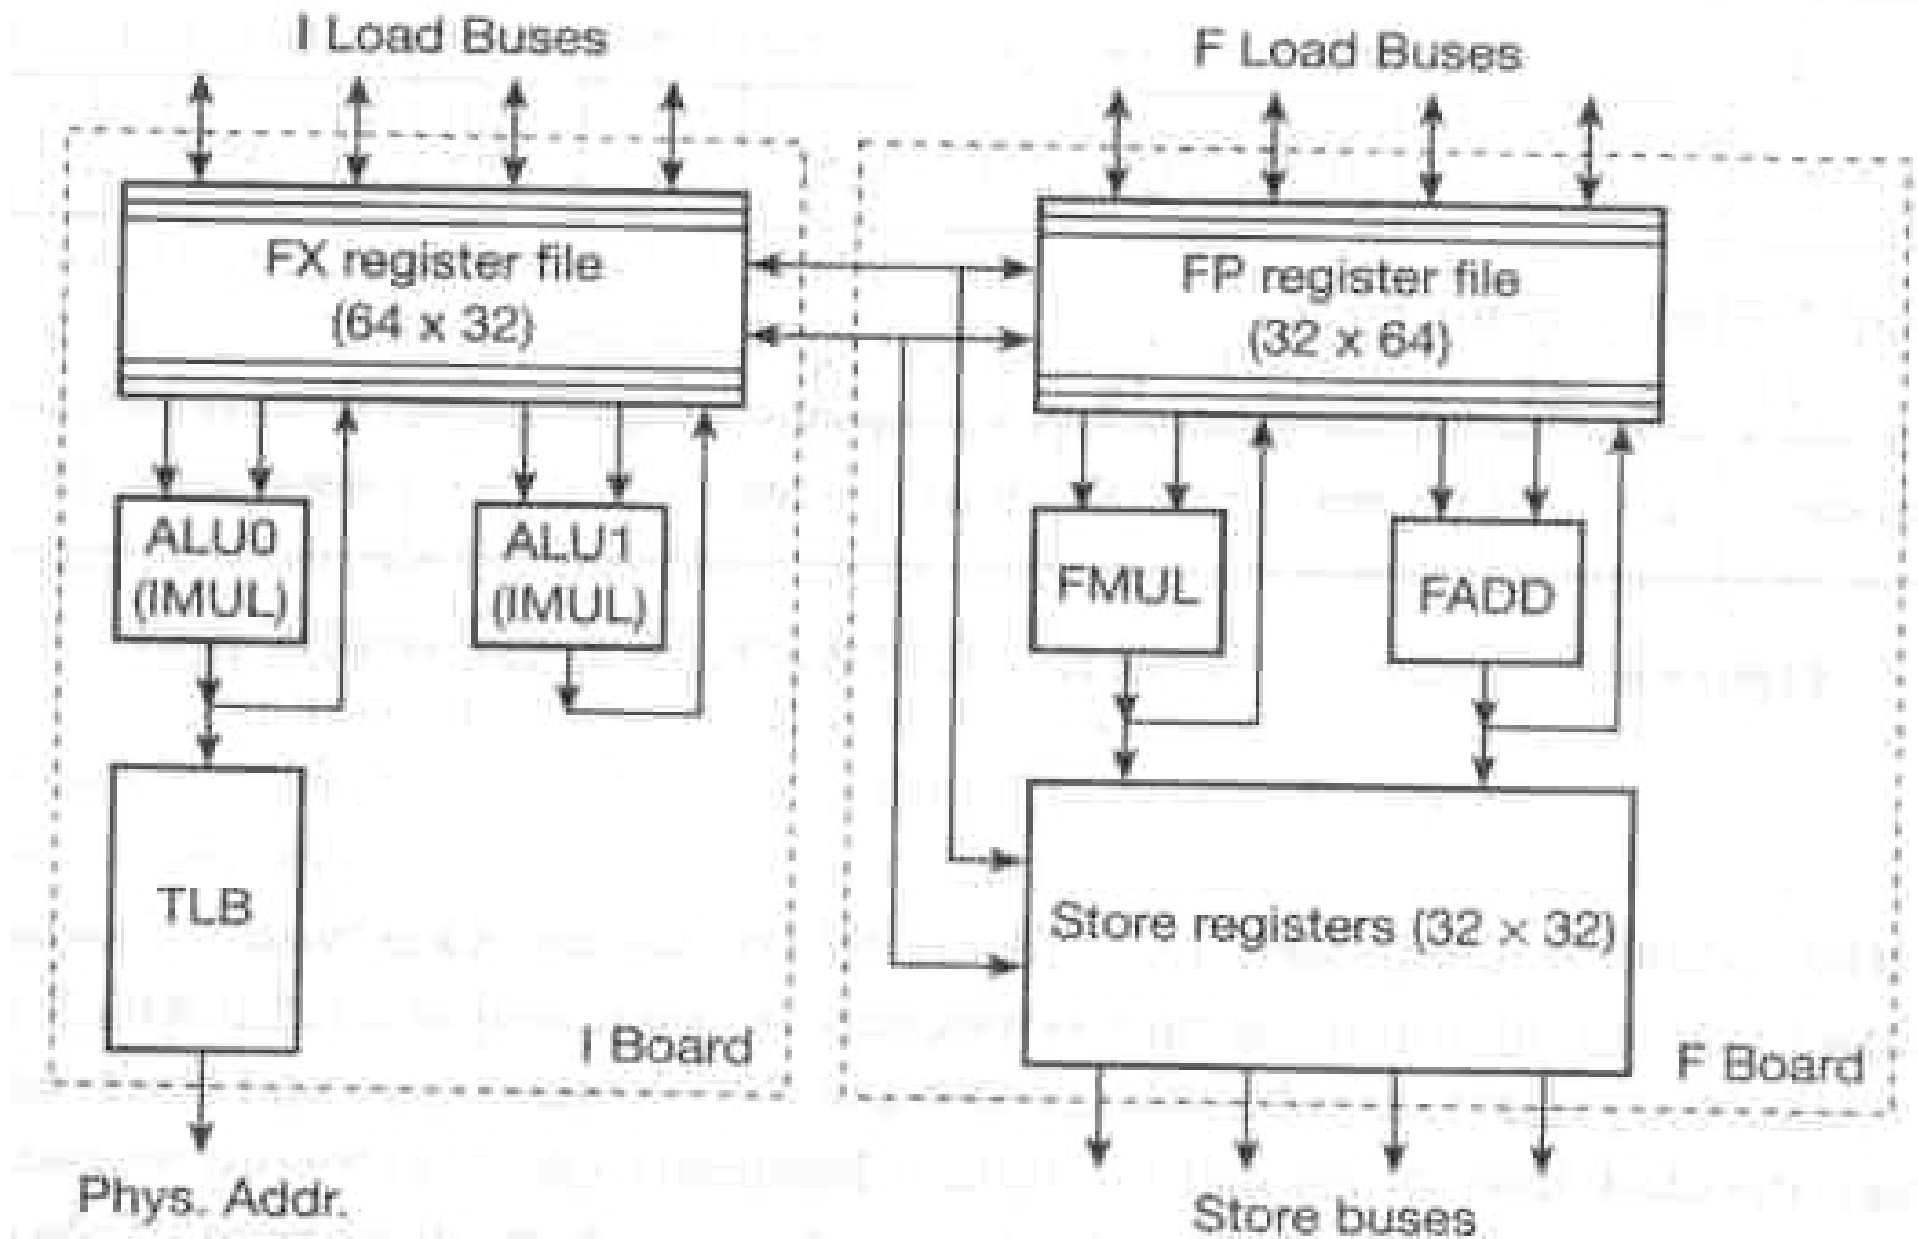 I Load Buses
F Load Buses
FX register file
(64 x 32)
FP register file
(32 x 64)
ALU0
(IMUL)
ALU1
(IMUL)
FMUL
FADD
TLB
Store registers (32 × 32)
I Board
F Board
Phys. Addr.
Store buses